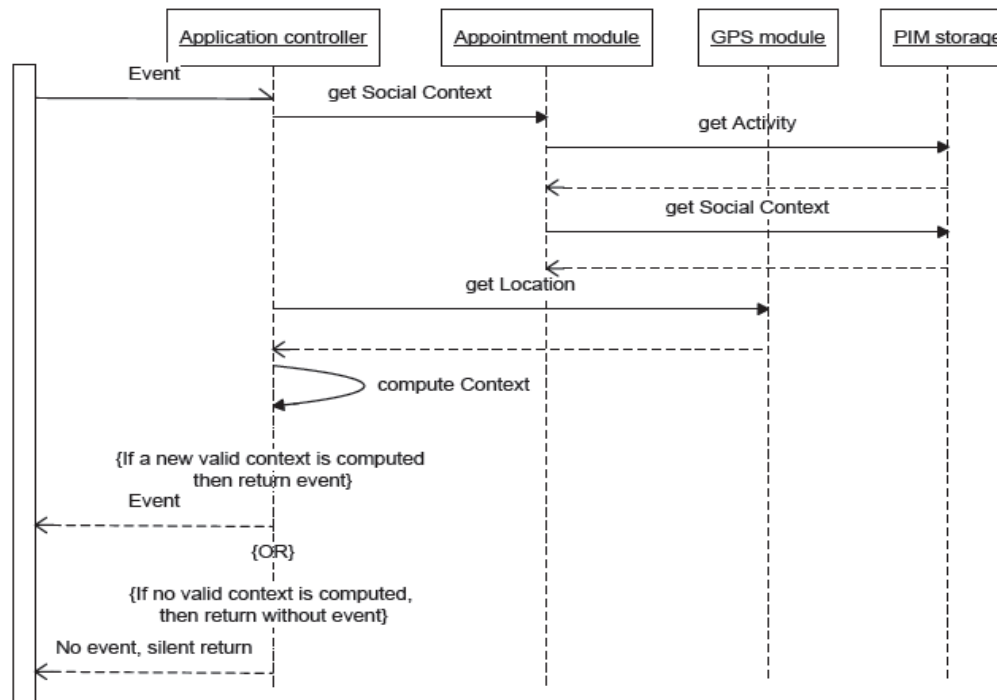 Application controller
Appointment module
GPS module
PIM storage
Event
get Social Context
get Activity
get Social Context
get Location
compute Context
{If a new valid context is computed
then return event}
Event
{OR}
{If no valid context is computed,
then return without event}
No event, silent return